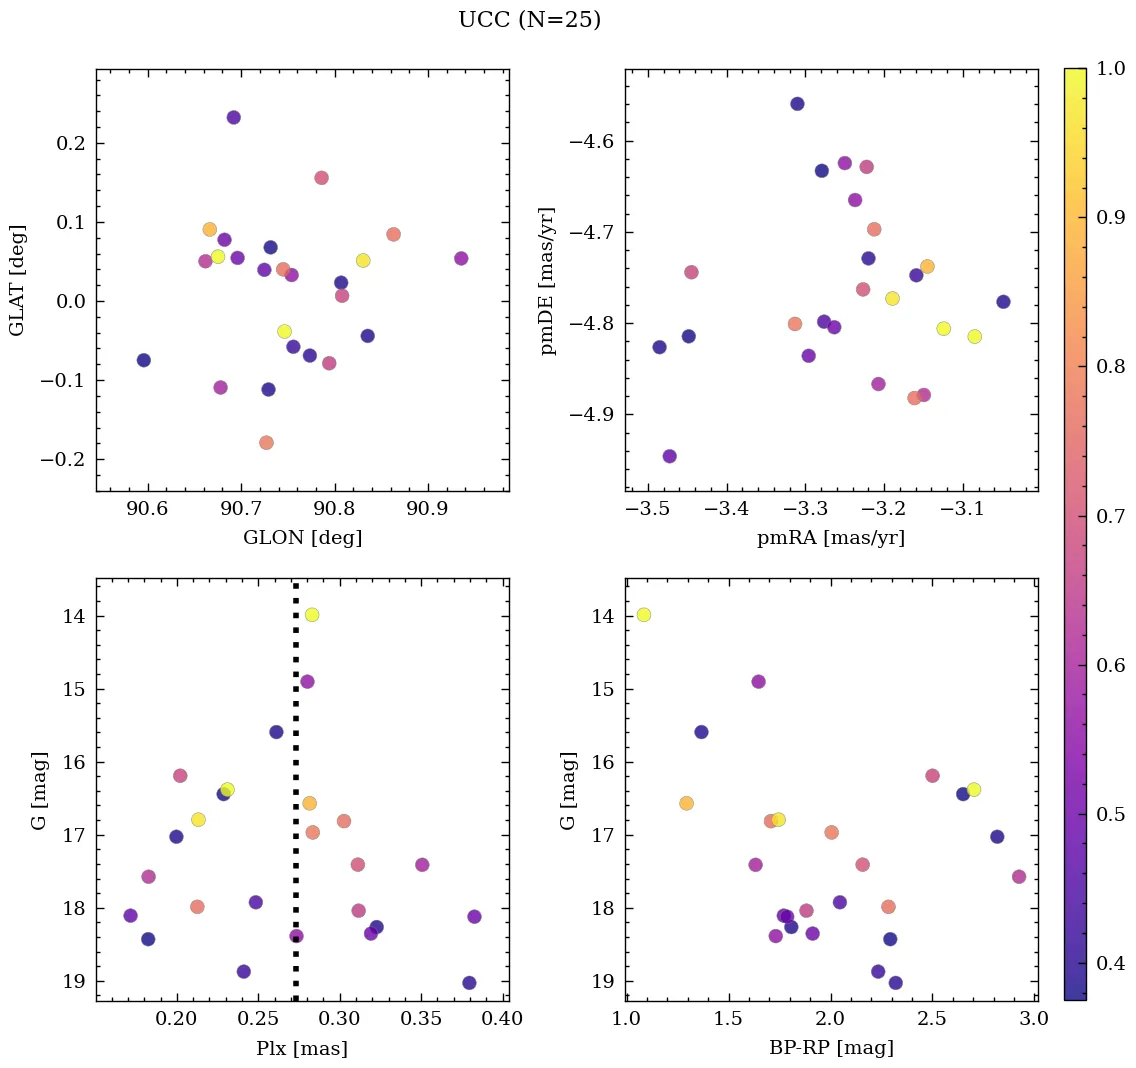 UCC (N=25)
0.2
0.1
0.0
−0.1
−0.2
GLAT [deg]
90.6 90.7 90.8 90.9
GLON [deg]
−4.6
−4.7
−4.8
−4.9
pmDE [mas/yr]
−3.5 −3.4 −3.3 −3.2 −3.1
pmRA [mas/yr]
14
15
16
17
18
19
G [mag]
0.20 0.25 0.30 0.35 0.40
Plx [mas]
14
15
16
17
18
19
G [mag]
1.0 1.5 2.0 2.5 3.0
BP-RP [mag]
1.0
0.9
0.8
0.7
0.6
0.5
0.4